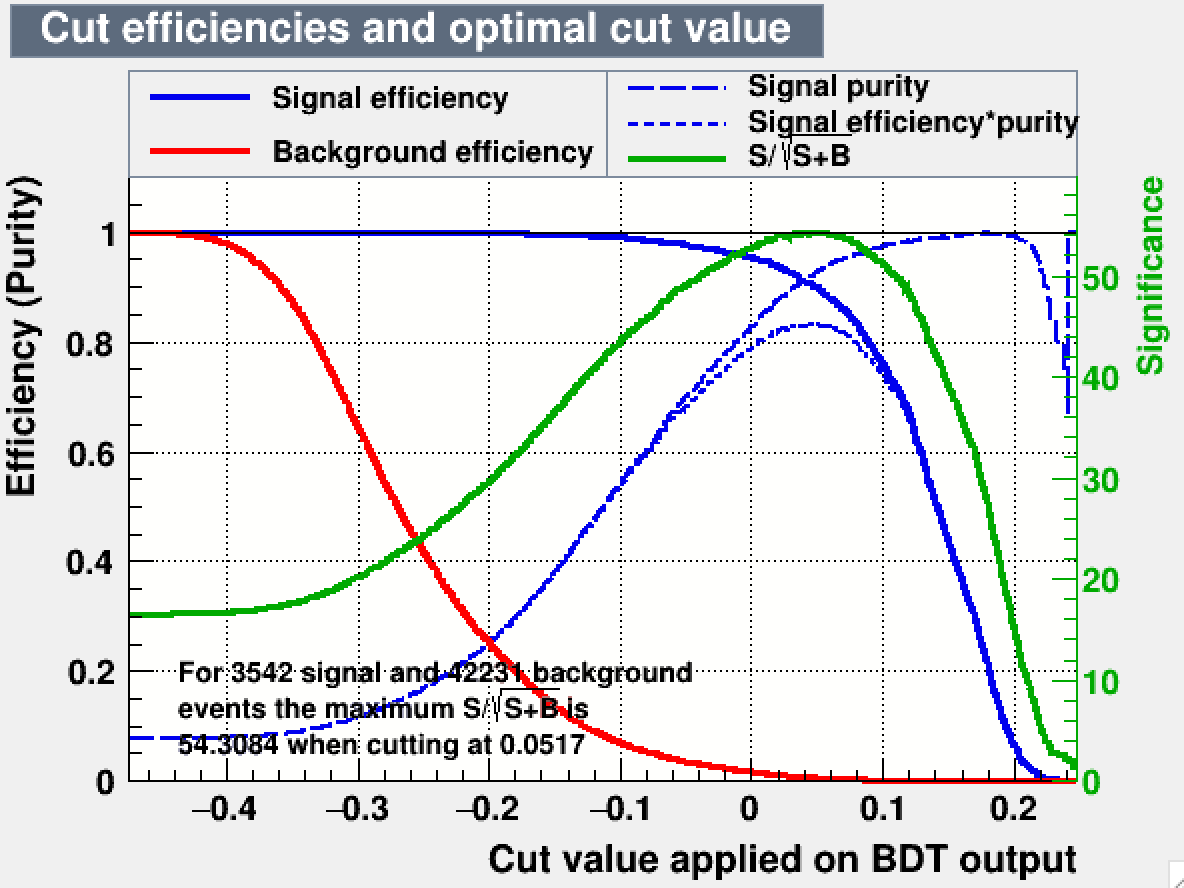 Cut efficiencies and optimal cut value
Signal efficiency
Background efficiency
Signal purity
Signal efficiency*purity
S/√S+B
Efficiency (Purity)
1
0.8
0.6
0.4
0.2
0
Significance
50
40
30
20
10
0
For 3542 signal and 42231 background
events the maximum S/√S+B is
54.3084 when cutting at 0.0517
−0.4 −0.3 −0.2 −0.1 0 0.1 0.2
Cut value applied on BDT output